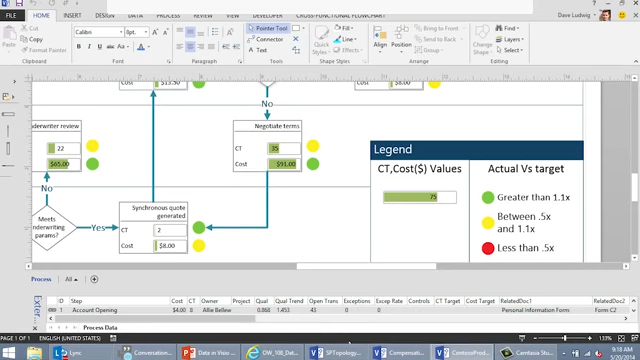 FILE HOME INSERT DESIGN DATA PROCESS REVIEW VIEW DEVELOPER CROSS-FUNCTIONAL FLOWCHART Dave Ludwig
Cut
Copy
Format Painter
Calibri 8pt.
Pointer Tool
Connector
Text
Quick Styles
Fill
Line
Effects
Align Position
Bring to Front
Send to Back
Group
Change Shape
Find
Layers
Select
Clipboard Font Paragraph Tools Shape Styles Arrange Editing
Cost $13.50
Cost $8.00
No
Negotiate terms
CT 35
Cost $91.00
nderwriter review
22
$65.00
No
Meets underwriting params?
Yes
Synchronous quote generated
CT 2
Cost $8.00
Legend
CT,Cost($) Values
75
Actual Vs target
Greater than 1.1x
Between .5x and 1.1x
Less than .5x
Process All
Exter...
ID Step Cost CT Owner Process Qual Qual Trend Open Trans Exceptions Excep Rate Controls CT Target Cost Target RelatedDoc1 RelatedDoc2
1 Account Opening $4.00 8 Allie Bellew 0.868 1.453 43 Personal Information Form Form C2
Process Data
PAGE 1 OF 1 ENGLISH (UNITED STATES) 133%
Lync Conversation... Data in Visio ... OW_188_Dat... SPTopology... Compensati... ContosoProd... Camtasia Stu...
9:18 AM
5/20/2014